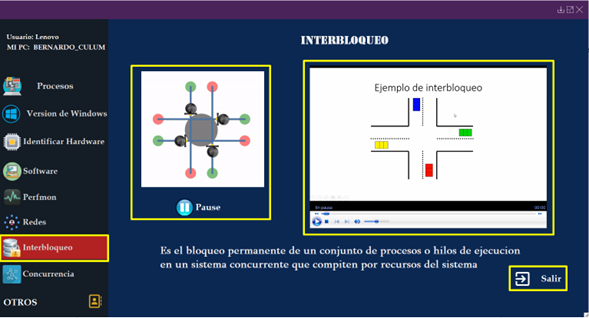 Usuario: Lenovo
MI PC: BERNARDO_CULUM
INTERBLOQUEO
Procesos
Version de Windows
Identificar Hardware
Software
Perfmon
Redes
Interbloqueo
Concurrencia
OTROS
Pause
Ejemplo de interbloqueo
En pausa
00:00
Es el bloqueo permanente de un conjunto de procesos o hilos de ejecucion
en un sistema concurrente que compiten por recursos del sistema
Salir